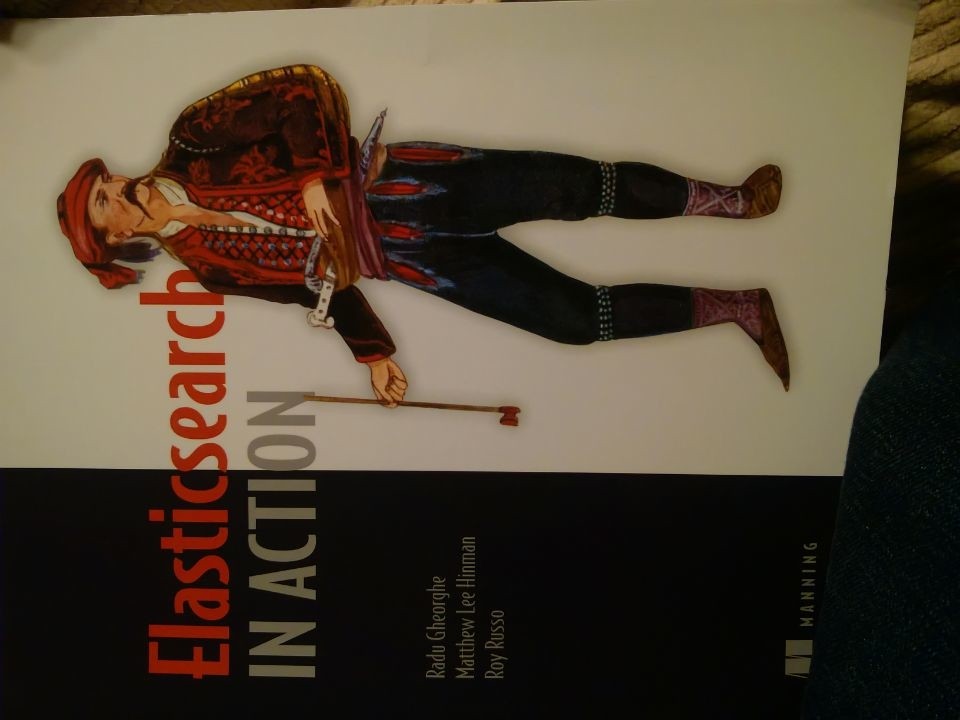 Elasticsearch
IN ACTION
Radu Gheorghe
Matthew Lee Hinman
Roy Russo
MANNING